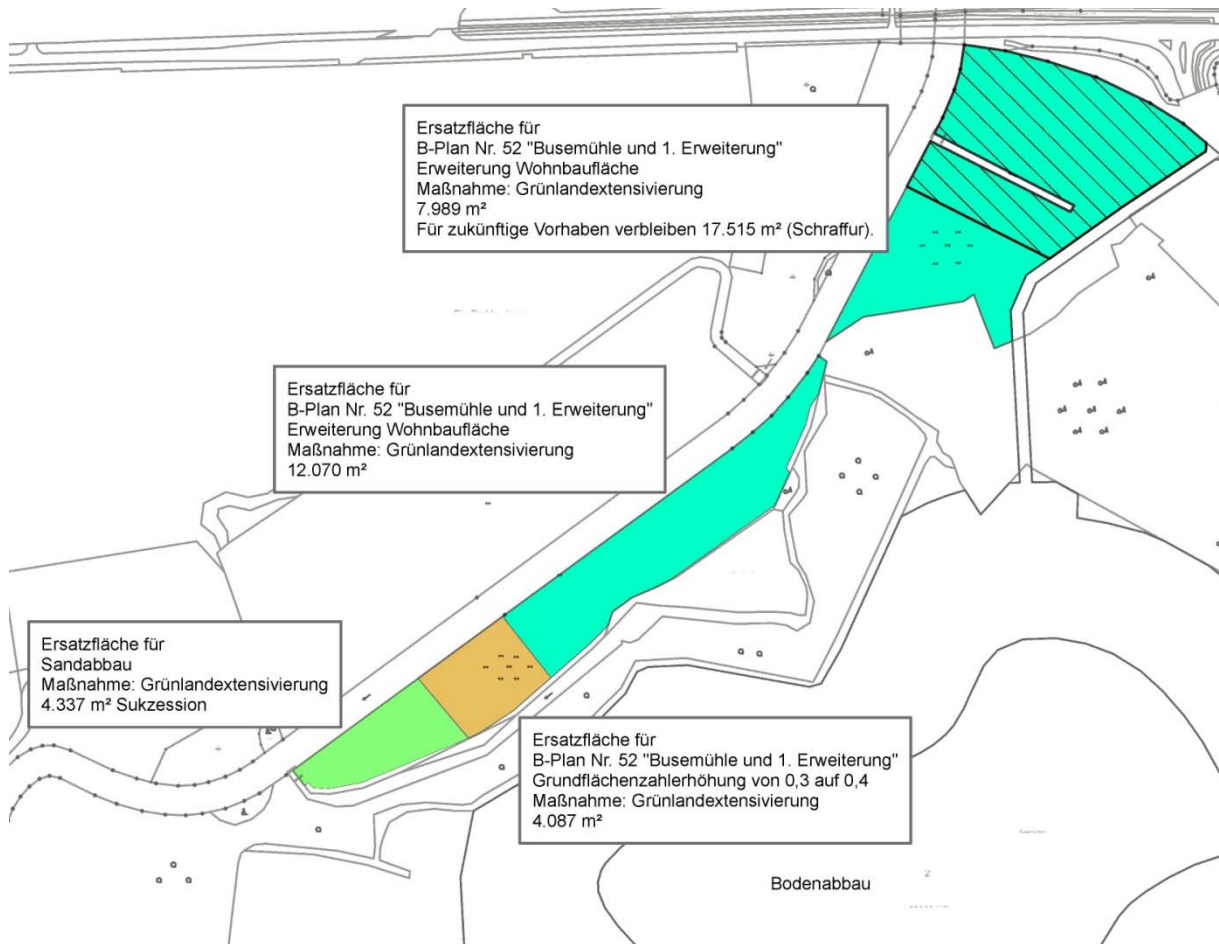 Ersatzfläche für
B-Plan Nr. 52 "Busemühle und 1. Erweiterung"
Erweiterung Wohnbaufläche
Maßnahme: Grünlandextensivierung
7.989 m²
Für zukünftige Vorhaben verbleiben 17.515 m² (Schraffur).
Ersatzfläche für
B-Plan Nr. 52 "Busemühle und 1. Erweiterung"
Erweiterung Wohnbaufläche
Maßnahme: Grünlandextensivierung
12.070 m²
Ersatzfläche für
Sandabbau
Maßnahme: Grünlandextensivierung
4.337 m² Sukzession
Ersatzfläche für
B-Plan Nr. 52 "Busemühle und 1. Erweiterung"
Grundflächenzahlerhöhung von 0,3 auf 0,4
Maßnahme: Grünlandextensivierung
4.087 m²
Bodenabbau
2